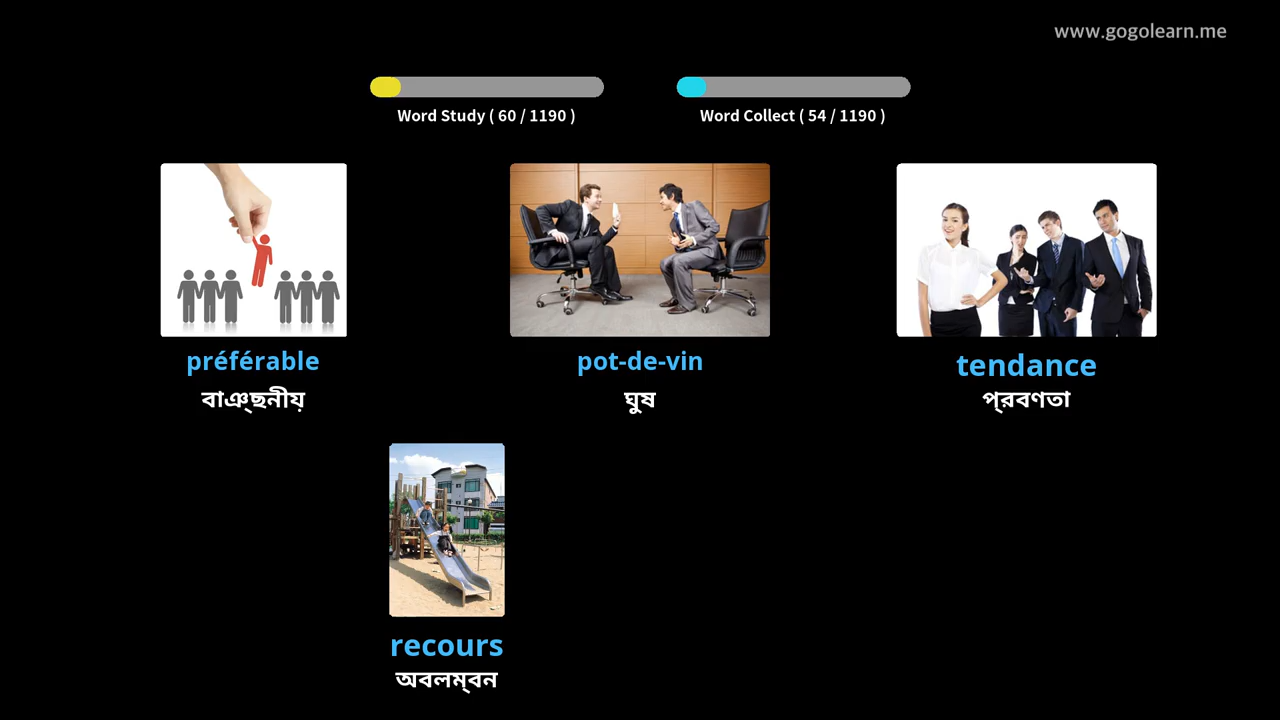 www.gogolearn.me
Word Study ( 60 / 1190 )
Word Collect ( 54 / 1190 )
préférable
pot-de-vin
tendance
বাঞ্ছনীয়
ঘুষ
প্রবণতা
recours
অবলম্বন